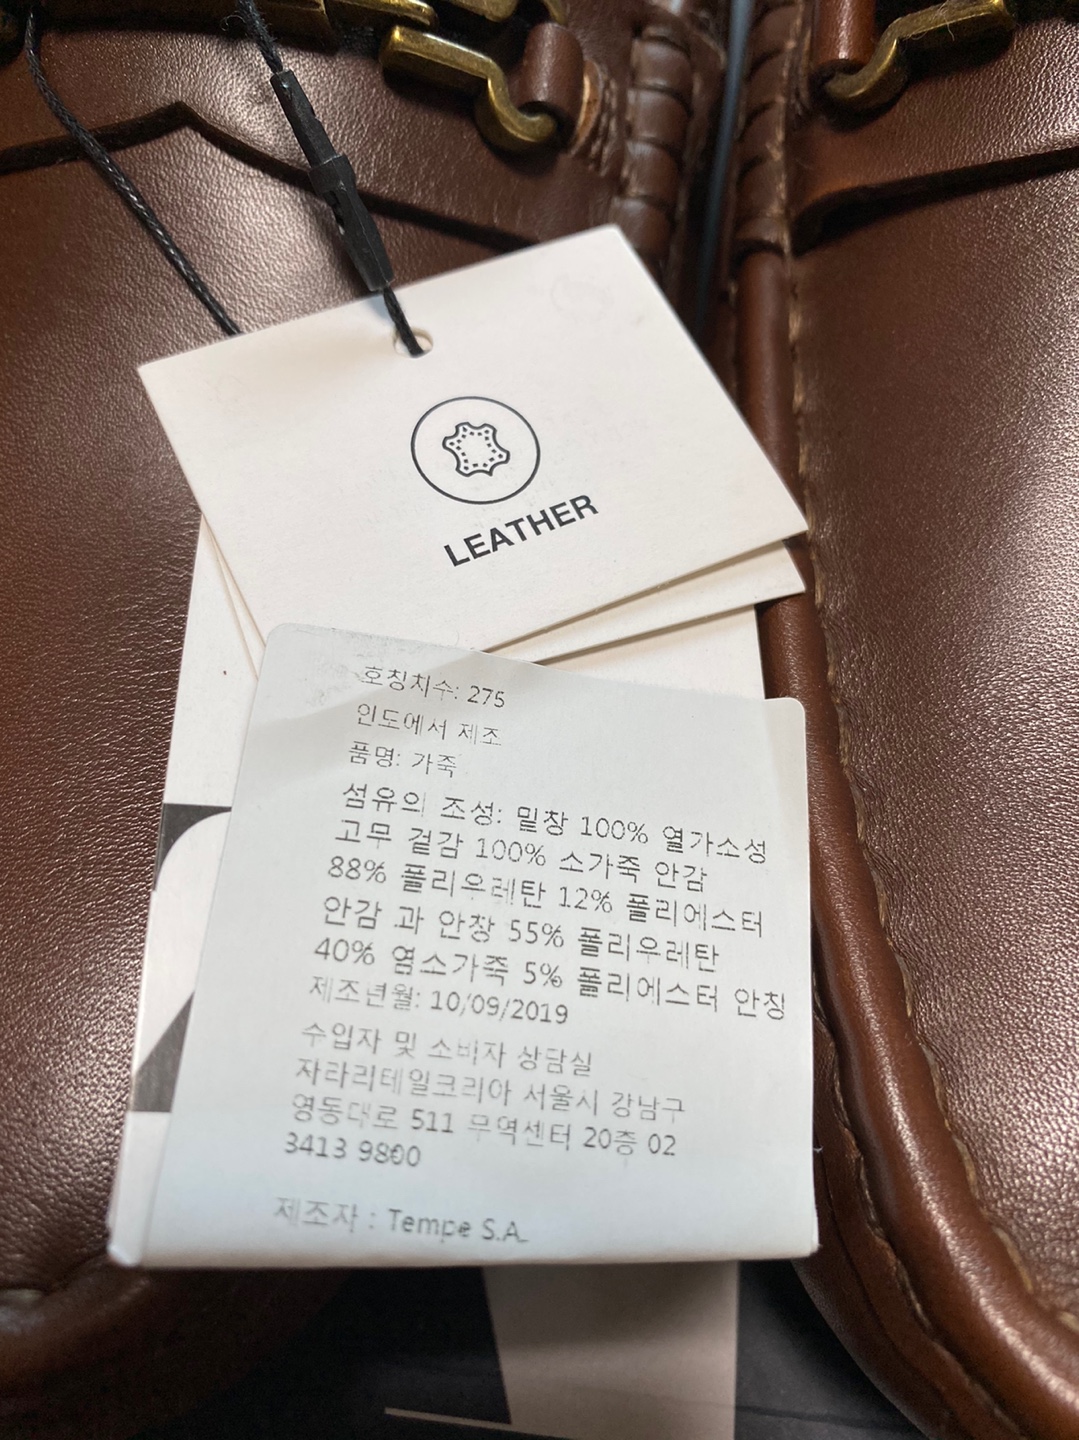 LEATHER
호칭치수: 275
인도에서 제조
품명: 가죽
섬유의 조성: 밑창 100% 열가소성
고무 겉감 100% 소가죽 안감
88% 폴리우레탄 12% 폴리에스터
안감 과 안창 55% 폴리우레탄
40% 염소가죽 5% 폴리에스터 안창
제조년월: 10/09/2019
수입자 및 소비자 상담실
자라리테일코리아 서울시 강남구
영동대로 511 무역센터 20층 02
3413 9800
제조자 : Tempe S.A.